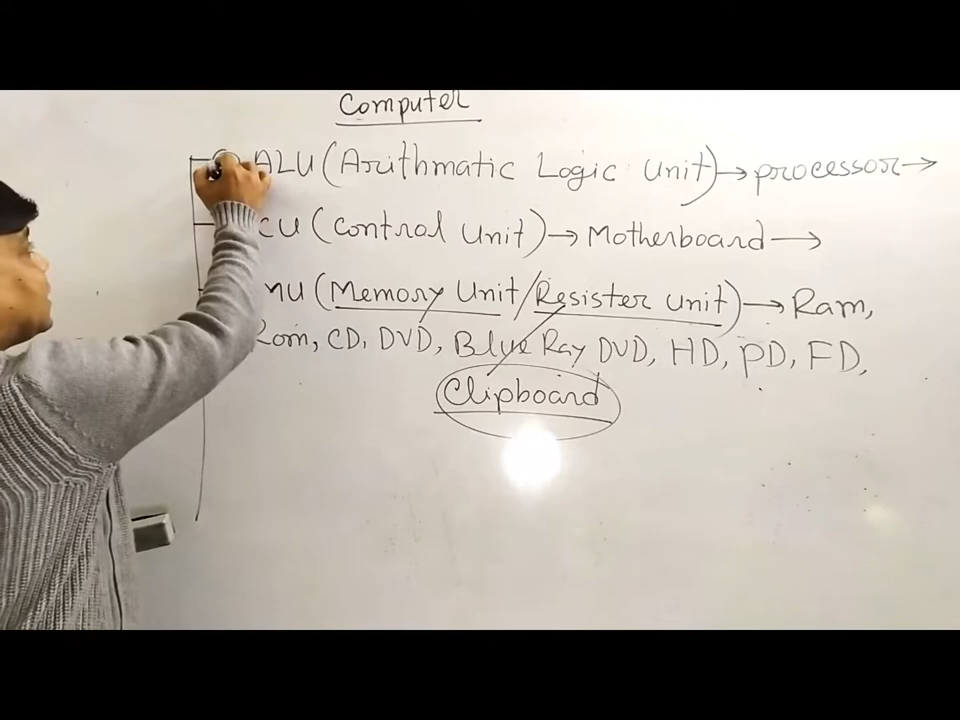 Computer
ALU (Arithmatic Logic Unit) → processor →
CU (Control Unit) → Motherboard →
MU (Memory Unit/Resister Unit) → Ram,
Rom, CD, DVD, Blue Ray DVD, HD, PD, FD,
Clipboard